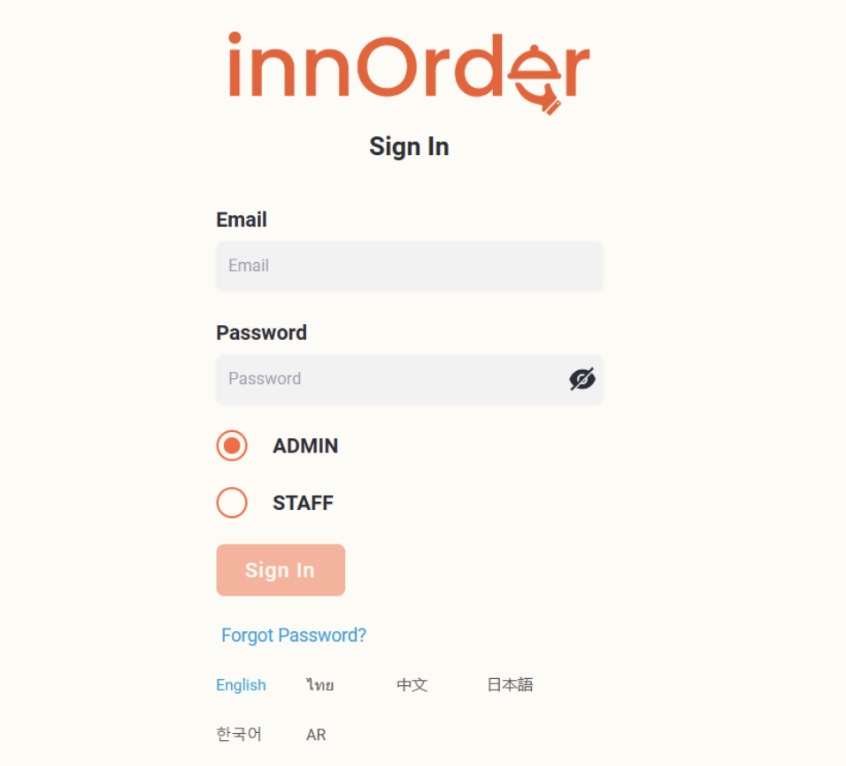 innOrder
Sign In
Email
Email
Password
Password
ADMIN
STAFF
Sign In
Forgot Password?
English ไทย 中文 日本語
한국어 AR